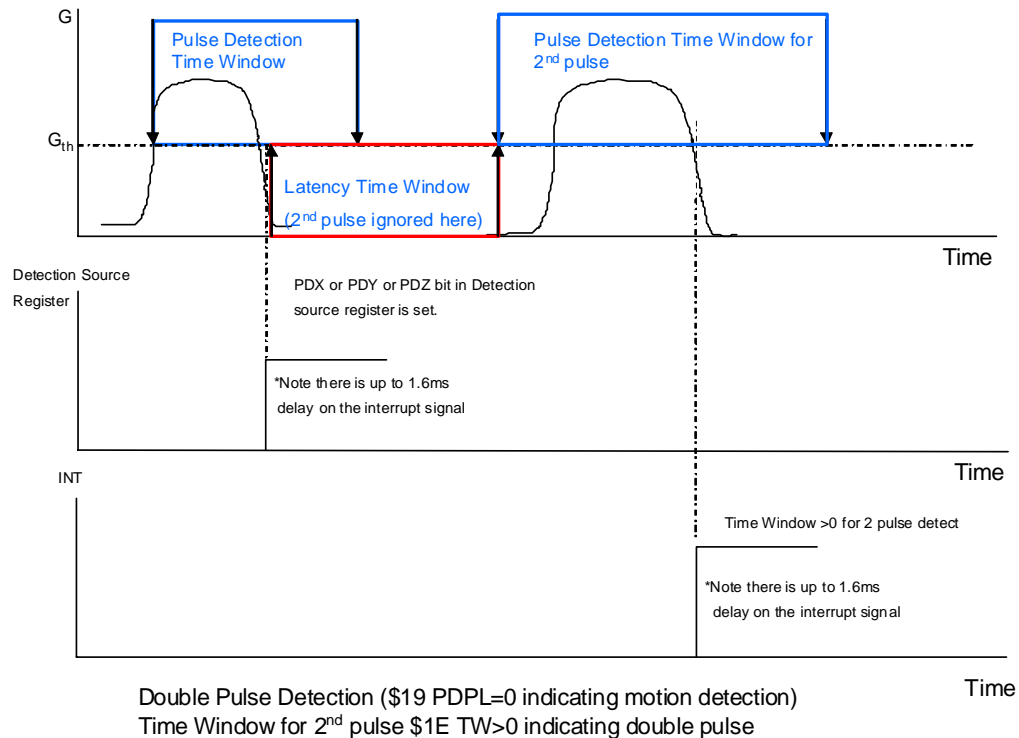 G
Pulse Detection
Time Window
Pulse Detection Time Window for
2nd pulse
Gth
Latency Time Window
(2nd pulse ignored here)
Time
Detection Source
Register
PDX or PDY or PDZ bit in Detection
source register is set.
*Note there is up to 1.6ms
delay on the interrupt signal
Time
INT
Time Window >0 for 2 pulse detect
*Note there is up to 1.6ms
delay on the interrupt signal
Time
Double Pulse Detection ($19 PDPL=0 indicating motion detection)
Time Window for 2nd pulse $1E TW>0 indicating double pulse